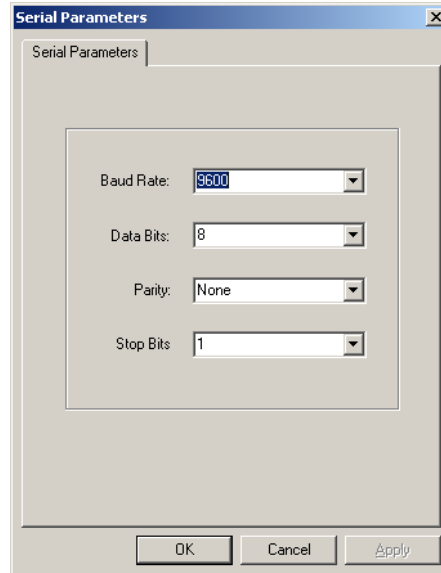 Serial Parameters
Serial Parameters
Baud Rate: 9600
Data Bits: 8
Parity: None
Stop Bits 1
OK Cancel Apply